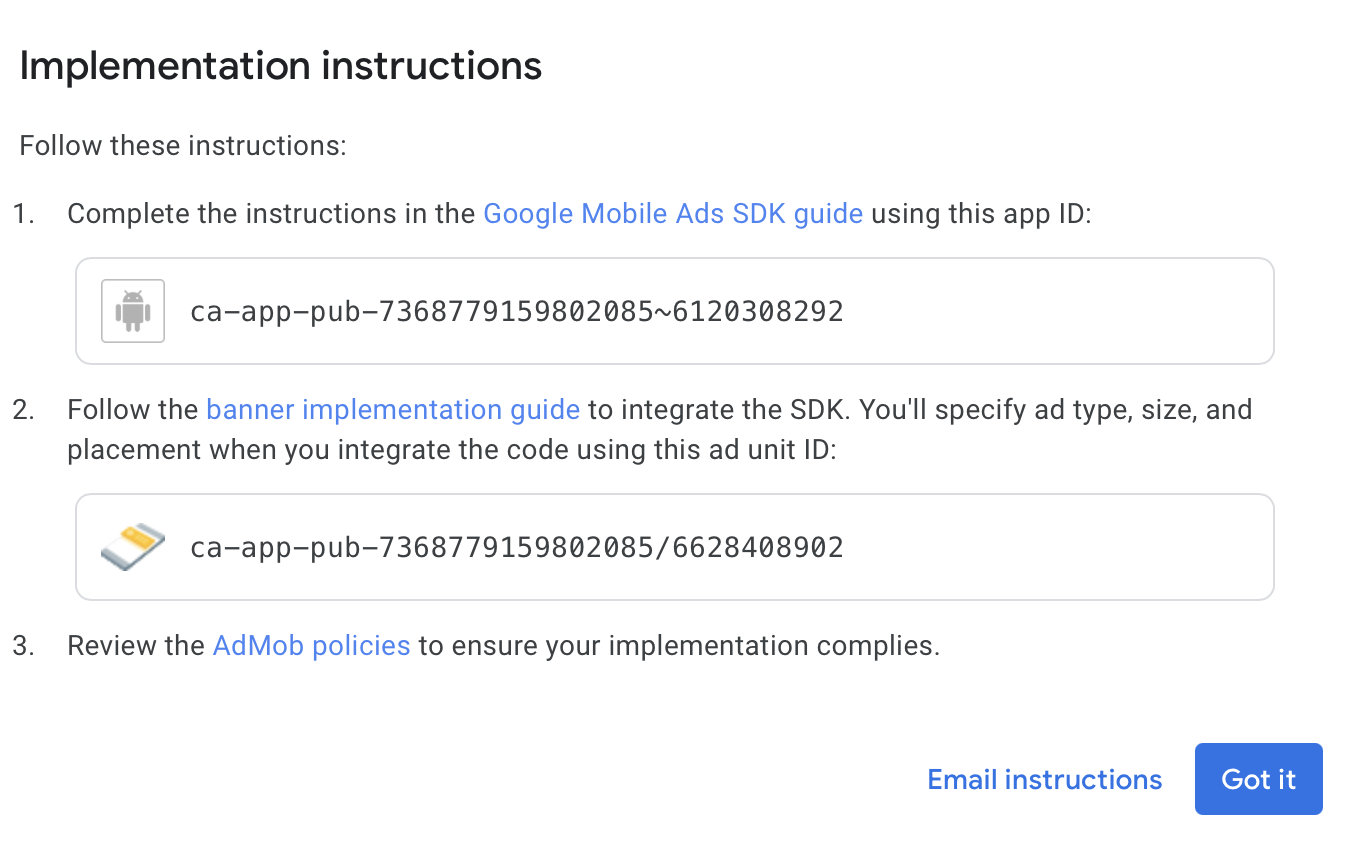 Implementation instructions
Follow these instructions:
1. Complete the instructions in the Google Mobile Ads SDK guide using this app ID:
ca-app-pub-7368779159802085~6120308292
2. Follow the banner implementation guide to integrate the SDK. You'll specify ad type, size, and
placement when you integrate the code using this ad unit ID:
ca-app-pub-7368779159802085/6628408902
3. Review the AdMob policies to ensure your implementation complies.
Email instructions
Got it